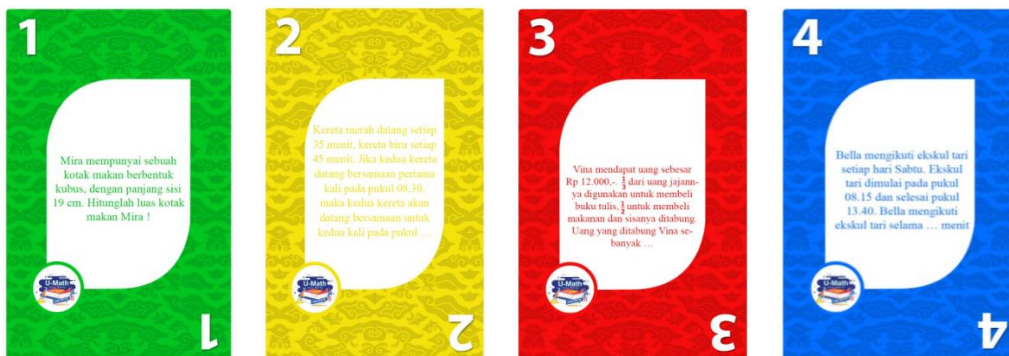 1
Mira mempunyai sebuah
kotak makan berbentuk
kubus, dengan panjang sisi
19 cm. Hitunglah luas kotak
makan Mira !
U-Math
1
2
Kereta merah datang setiap
35 menit, kereta biru setiap
45 menit. Jika kedua kereta
datang bersamaan pertama
kali pada pukul 08.30,
maka kedua kereta akan
datang bersamaan untuk
kedua kali pada pukul …
U-Math
2
3
Vina mendapat uang sebesar
Rp 12.000,-. 1/3 dari uang jajann-
ya digunakan untuk membeli
buku tulis, 1/2 untuk membeli
makanan dan sisanya ditabung.
Uang yang ditabung Vina se-
banyak …
U-Math
3
4
Bella mengikuti ekskul tari
setiap hari Sabtu. Ekskul
tari dimulai pada pukul
08.15 dan selesai pukul
13.40. Bella mengikuti
ekskul tari selama … menit
U-Math
4